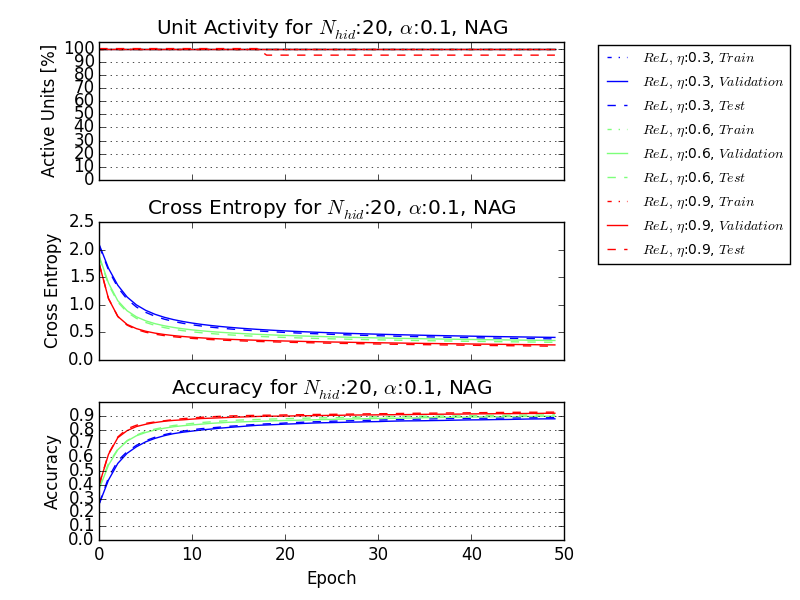 Unit Activity for N_hid:20, α:0.1, NAG
Active Units [%]
100
90
80
70
60
50
40
30
20
10
0
ReL, η:0.3, Train
ReL, η:0.3, Validation
ReL, η:0.3, Test
ReL, η:0.6, Train
ReL, η:0.6, Validation
ReL, η:0.6, Test
ReL, η:0.9, Train
ReL, η:0.9, Validation
ReL, η:0.9, Test
Cross Entropy for N_hid:20, α:0.1, NAG
Cross Entropy
2.5
2.0
1.5
1.0
0.5
0.0
Accuracy for N_hid:20, α:0.1, NAG
Accuracy
0.9
0.8
0.7
0.6
0.5
0.4
0.3
0.2
0.1
0.0
0 10 20 30 40 50
Epoch